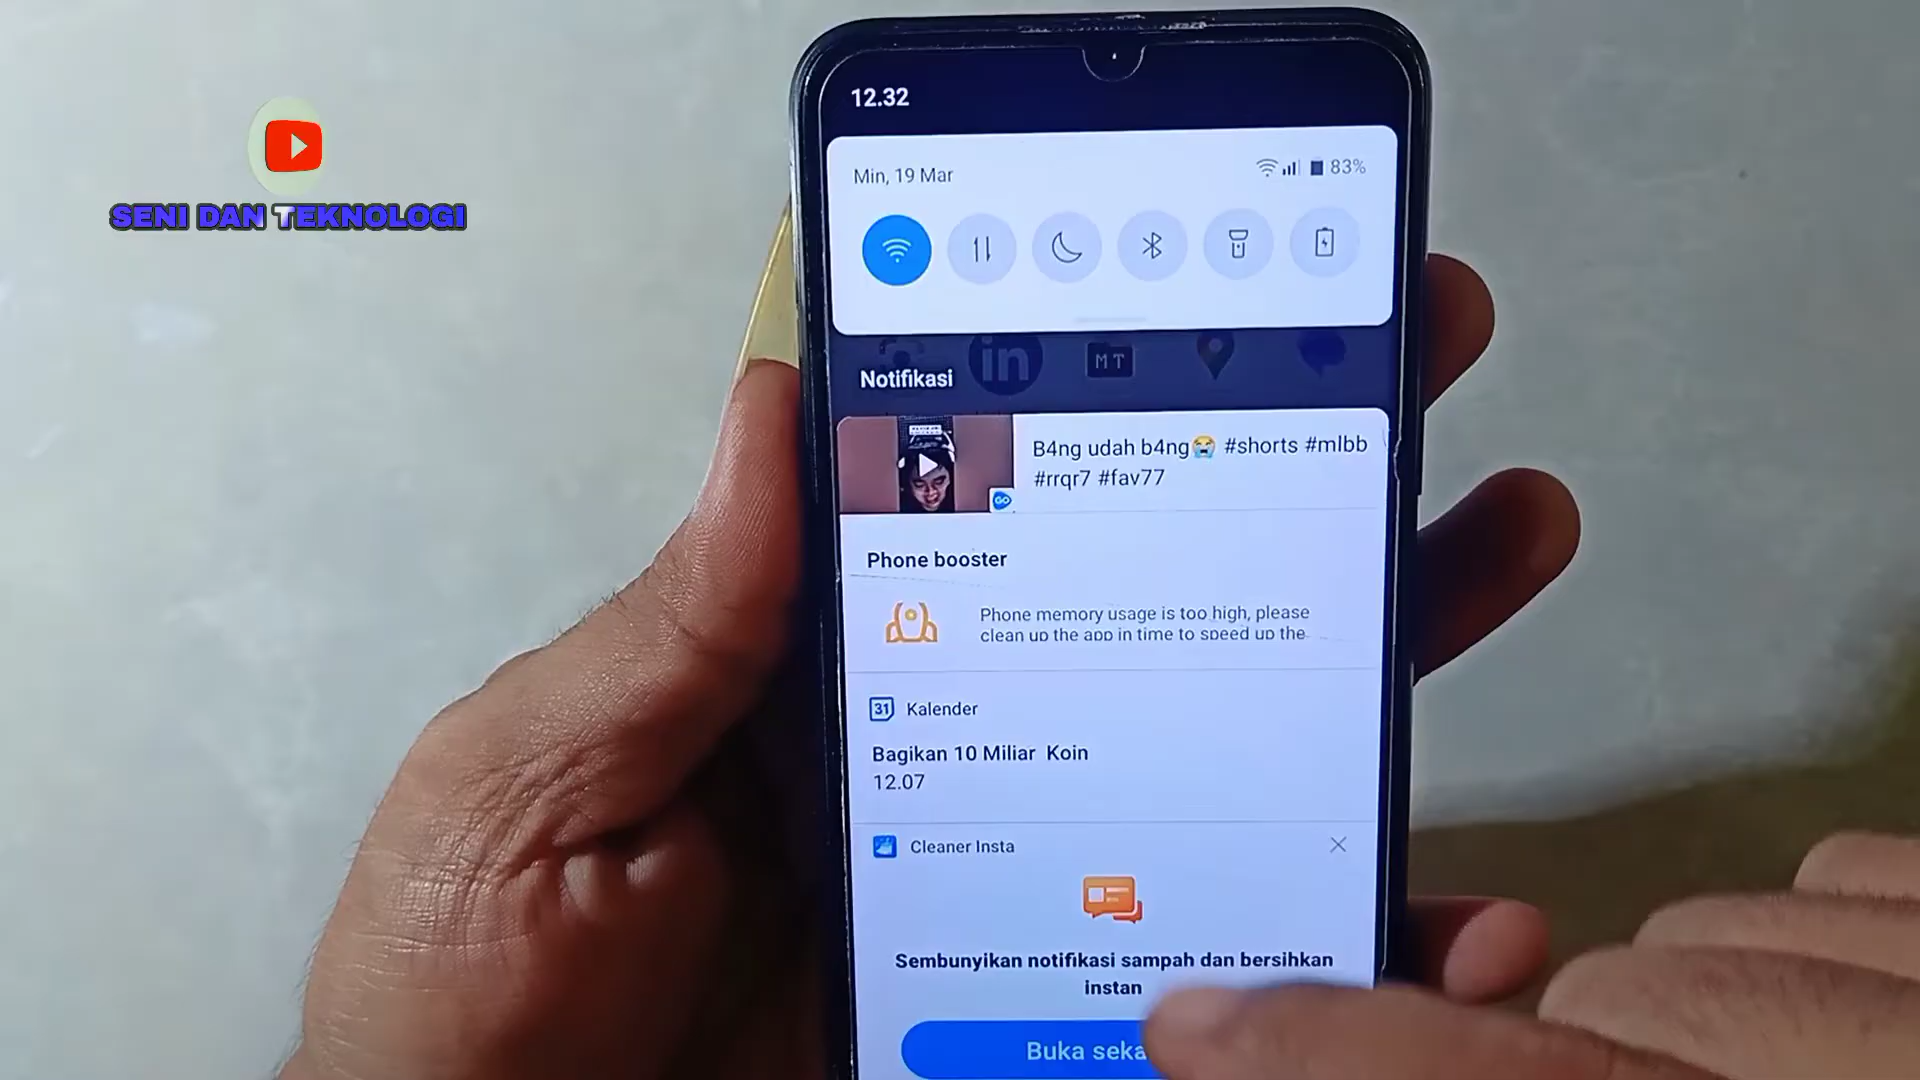 SENI DAN TEKNOLOGI
12.32
Min, 19 Mar
83%
in
MT
Notifikasi
B4ng udah b4ng😭 #shorts #mlbb
#rrqr7 #fav77
GO
Phone booster
Phone memory usage is too high, please
clean up the app in time to speed up the
31 Kalender
Bagikan 10 Miliar Koin
12.07
Cleaner Insta
Sembunyikan notifikasi sampah dan bersihkan
instan
Buka seka